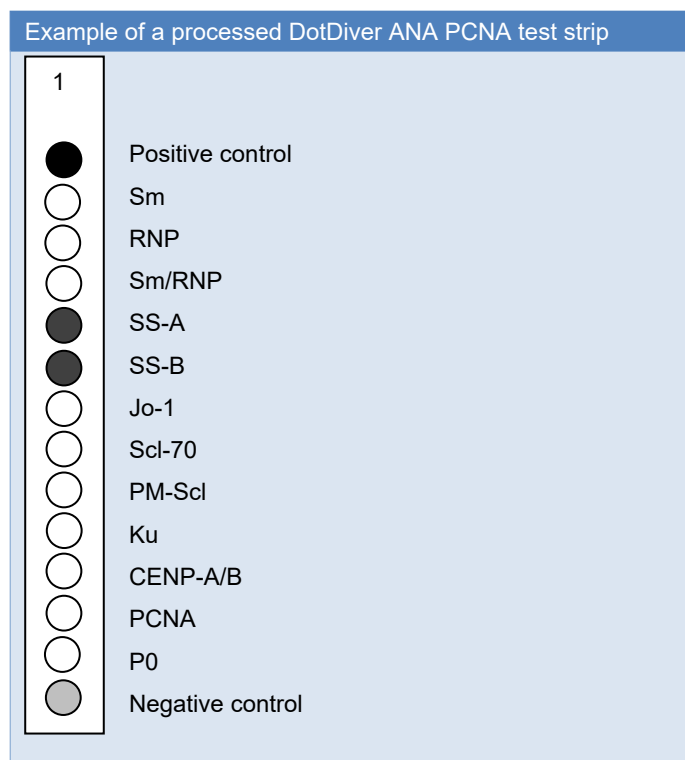 Example of a processed DotDiver ANA PCNA test strip
1
Positive control
Sm
RNP
Sm/RNP
SS-A
SS-B
Jo-1
Scl-70
PM-Scl
Ku
CENP-A/B
PCNA
P0
Negative control